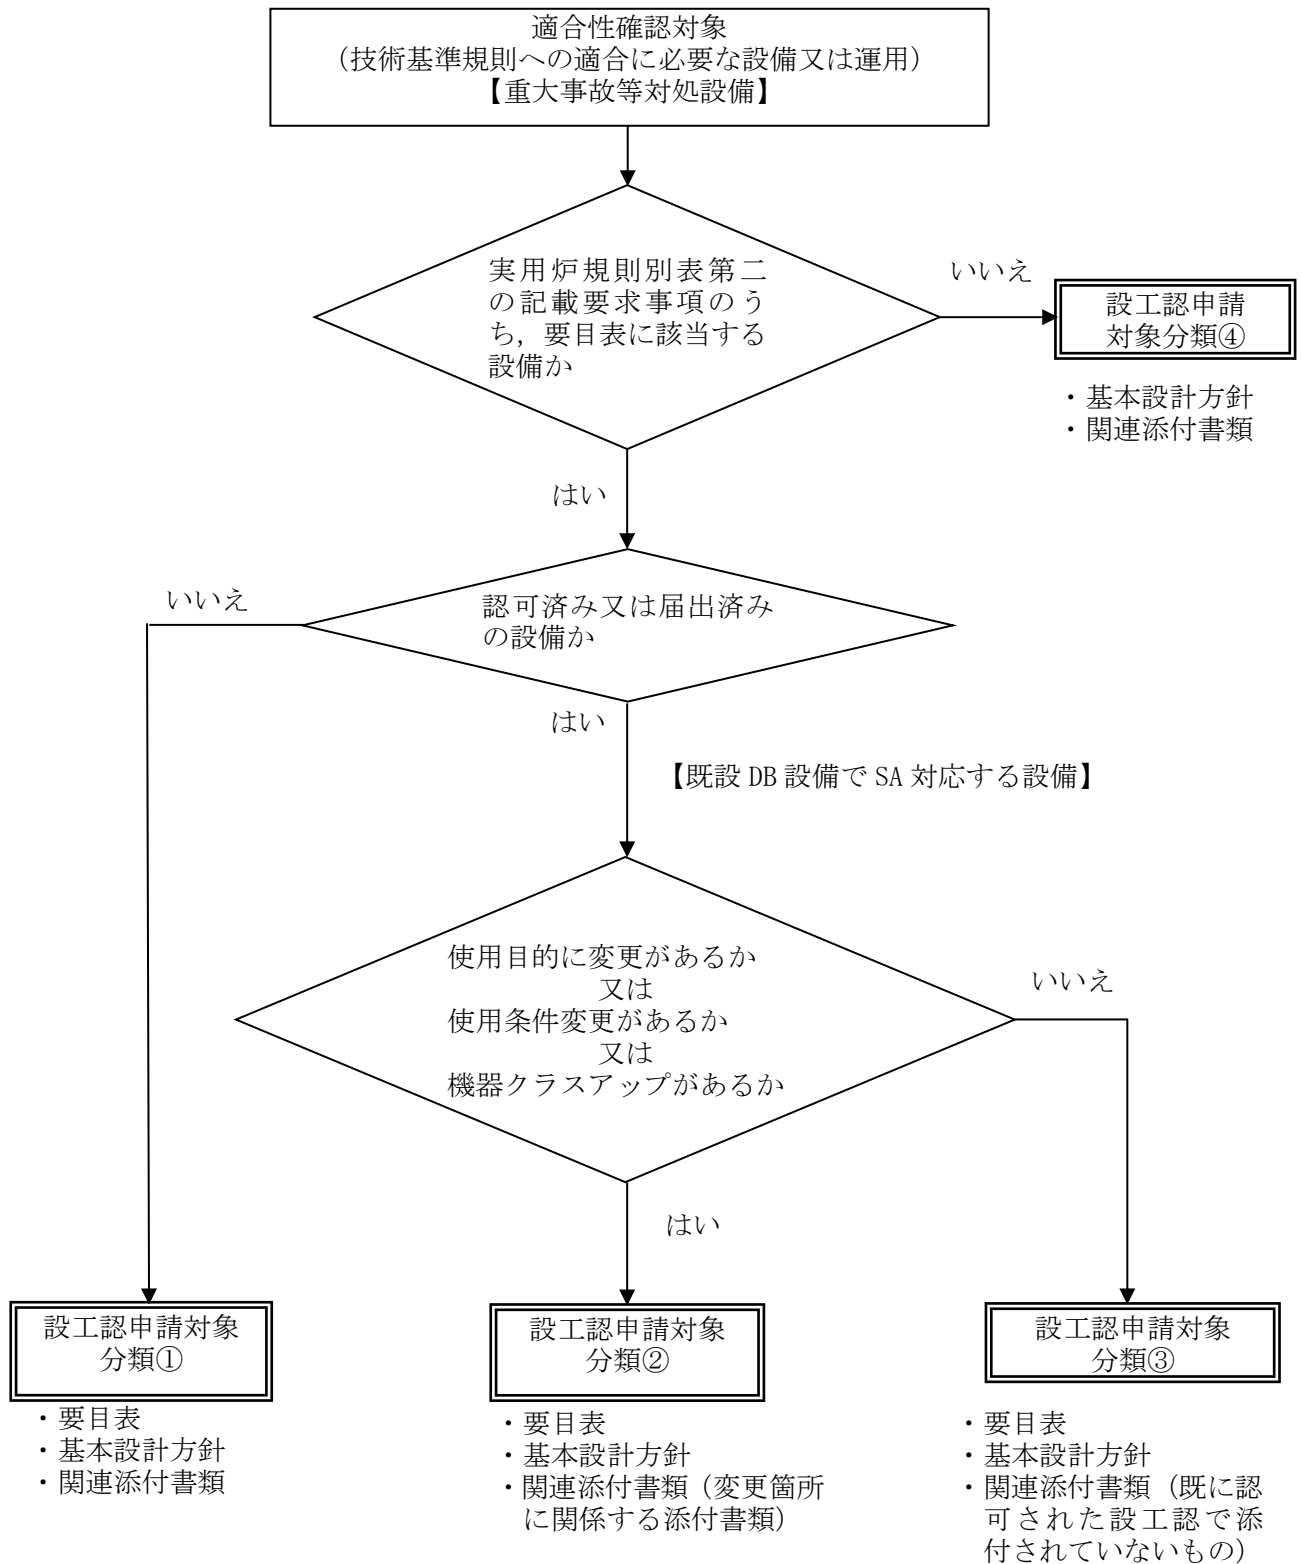 適合性確認対象
（技術基準規則への適合に必要な設備又は運用）
【重大事故等対処設備】
実用炉規則別表第二
の記載要求事項のう
ち，要目表に該当する
設備か
いいえ
設工認申請
対象分類④
・基本設計方針
・関連添付書類
はい
認可済み又は届出済み
の設備か
いいえ
はい
【既設 DB 設備で SA 対応する設備】
使用目的に変更があるか
又は
使用条件変更があるか
又は
機器クラスアップがあるか
いいえ
はい
設工認申請対象
分類①
・要目表
・基本設計方針
・関連添付書類
設工認申請対象
分類②
・要目表
・基本設計方針
・関連添付書類（変更箇所
に関係する添付書類）
設工認申請対象
分類③
・要目表
・基本設計方針
・関連添付書類（既に認
可された設工認で添
付されていないもの）